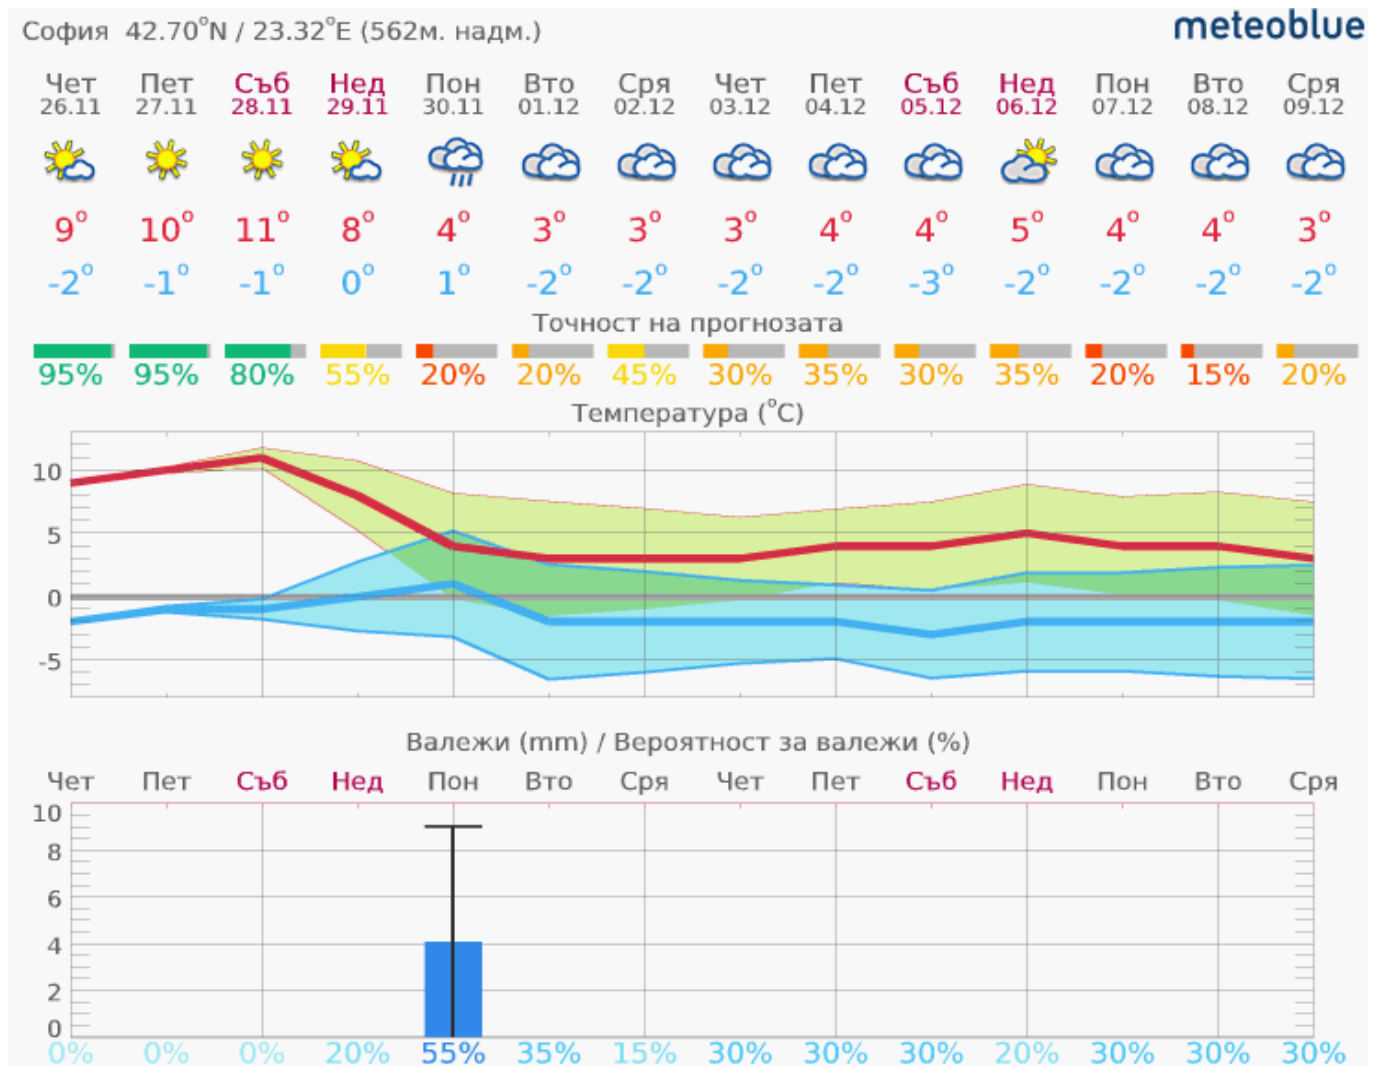 София 42.70°N / 23.32°E (562м. надм.)
meteoblue
Чет Пет Съб Нед Пон Вто Сря Чет Пет Съб Нед Пон Вто Сря
26.11 27.11 28.11 29.11 30.11 01.12 02.12 03.12 04.12 05.12 06.12 07.12 08.12 09.12
9° 10° 11° 8° 4° 3° 3° 3° 4° 4° 5° 4° 4° 3°
-2° -1° -1° 0° 1° -2° -2° -2° -2° -3° -2° -2° -2° -2°
Точност на прогнозата
95% 95% 80% 55% 20% 20% 45% 30% 35% 30% 35% 20% 15% 20%
Температура (°C)
10
5
0
-5
Валежи (mm) / Вероятност за валежи (%)
Чет Пет Съб Нед Пон Вто Сря Чет Пет Съб Нед Пон Вто Сря
10
8
6
4
2
0
0% 0% 0% 20% 55% 35% 15% 30% 30% 30% 20% 30% 30% 30%